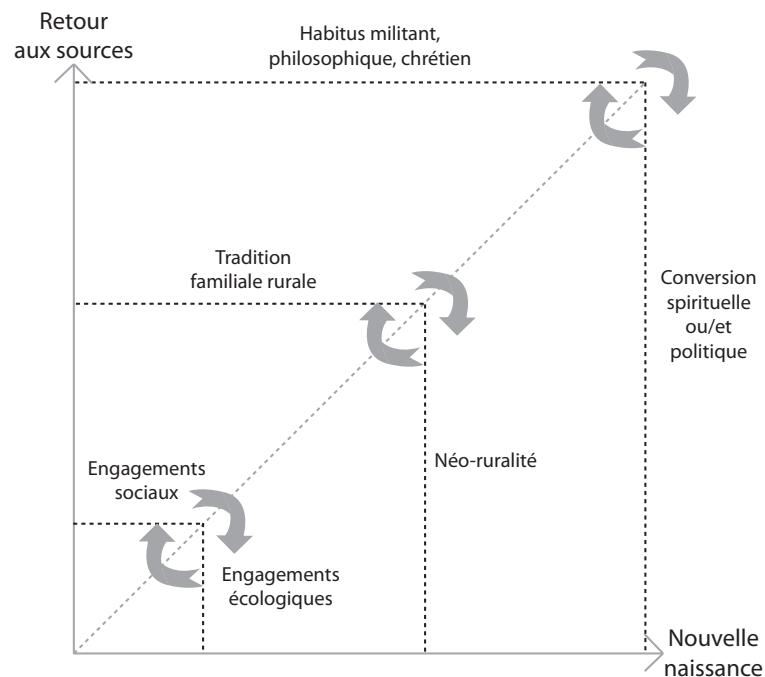 Retour
aux sources
Habitus militant,
philosophique, chrétien
Tradition
familiale rurale
Conversion
spirituelle
ou/et
politique
Néo-ruralité
Engagements
sociaux
Engagements
écologiques
Nouvelle
naissance